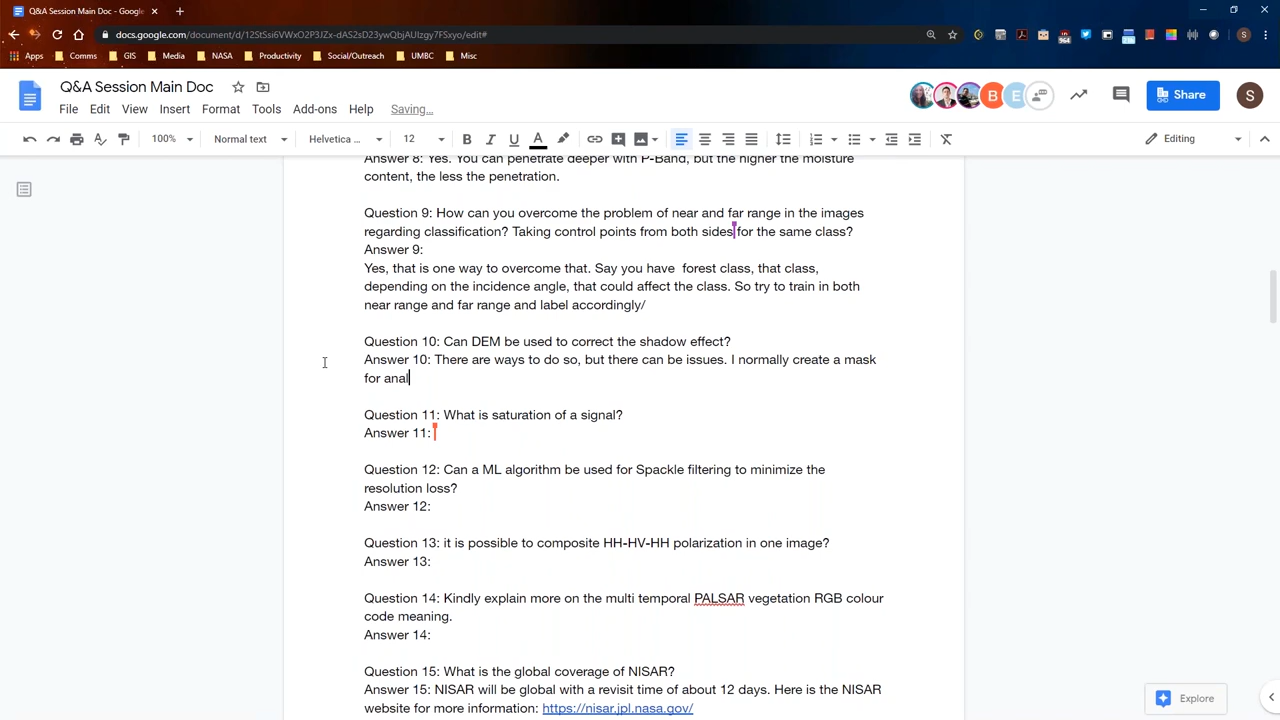 Q&A Session Main Doc - Google
docs.google.com/document/d/12StSsi6VWxO2P3JZx-dAS2sD23ywQbjAUIzgy7FSxyo/edit#
Apps Comms GIS Media NASA Productivity Social/Outreach UMBC Misc
Q&A Session Main Doc
File Edit View Insert Format Tools Add-ons Help Saving...
B E Share S
100% Normal text Helvetica ... 12 B I U A Editing
Answer 8: Yes. You can penetrate deeper with P-Band, but the higher the moisture
content, the less the penetration.
Question 9: How can you overcome the problem of near and far range in the images
regarding classification? Taking control points from both sides for the same class?
Answer 9:
Yes, that is one way to overcome that. Say you have  forest class, that class,
depending on the incidence angle, that could affect the class. So try to train in both
near range and far range and label accordingly/
Question 10: Can DEM be used to correct the shadow effect?
Answer 10: There are ways to do so, but there can be issues. I normally create a mask
for anal
Question 11: What is saturation of a signal?
Answer 11:
Question 12: Can a ML algorithm be used for Spackle filtering to minimize the
resolution loss?
Answer 12:
Question 13: it is possible to composite HH-HV-HH polarization in one image?
Answer 13:
Question 14: Kindly explain more on the multi temporal PALSAR vegetation RGB colour
code meaning.
Answer 14:
Question 15: What is the global coverage of NISAR?
Answer 15: NISAR will be global with a revisit time of about 12 days. Here is the NISAR
website for more information: https://nisar.jpl.nasa.gov/
Explore